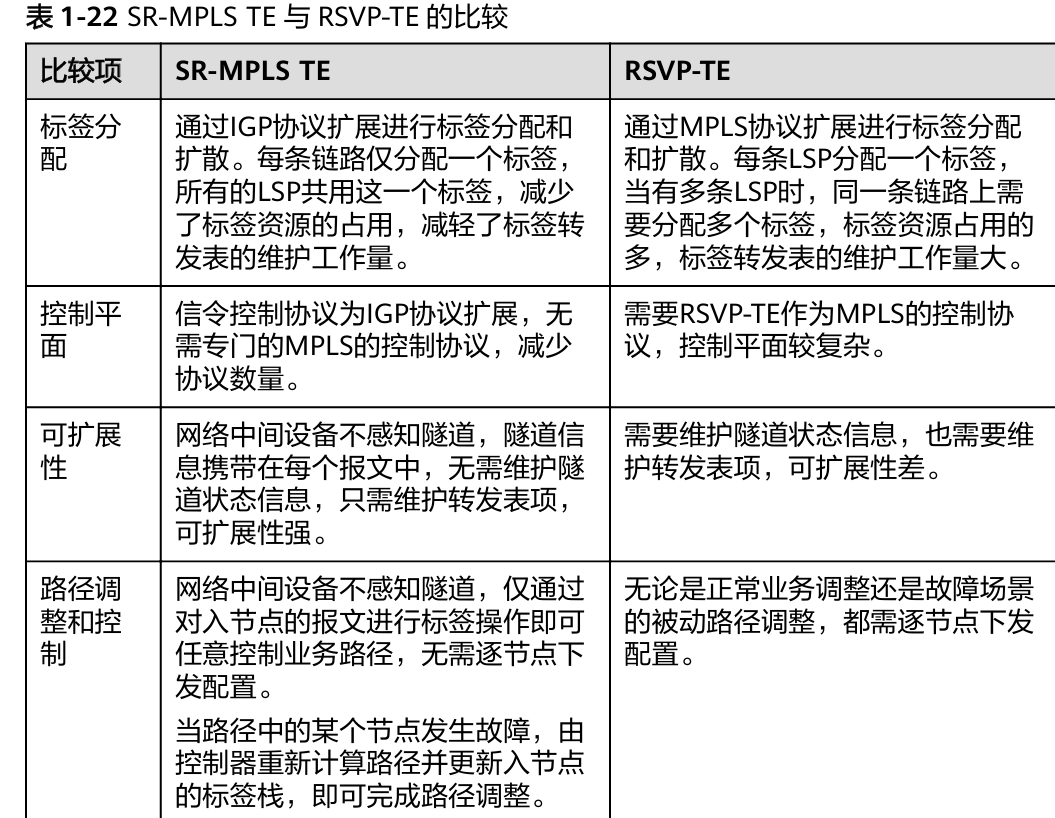 表 1-22 SR-MPLS TE 与 RSVP-TE 的比较
比较项
SR-MPLS TE
RSVP-TE
标签分
配
通过IGP协议扩展进行标签分配和
扩散。每条链路仅分配一个标签，
所有的LSP共用这一个标签，减少
了标签资源的占用，减轻了标签转
发表的维护工作量。
通过MPLS协议扩展进行标签分配
和扩散。每条LSP分配一个标签，
当有多条LSP时，同一条链路上需
要分配多个标签，标签资源占用的
多，标签转发表的维护工作量大。
控制平
面
信令控制协议为IGP协议扩展，无
需专门的MPLS的控制协议，减少
协议数量。
需要RSVP-TE作为MPLS的控制协
议，控制平面较复杂。
可扩展
性
网络中间设备不感知隧道，隧道信
息携带在每个报文中，无需维护隧
道状态信息，只需维护转发表项，
可扩展性强。
需要维护隧道状态信息，也需要维
护转发表项，可扩展性差。
路径调
整和控
制
网络中间设备不感知隧道，仅通过
对入节点的报文进行标签操作即可
任意控制业务路径，无需逐节点下
发配置。
当路径中的某个节点发生故障，由
控制器重新计算路径并更新入节点
的标签栈，即可完成路径调整。
无论是正常业务调整还是故障场景
的被动路径调整，都需逐节点下发
配置。